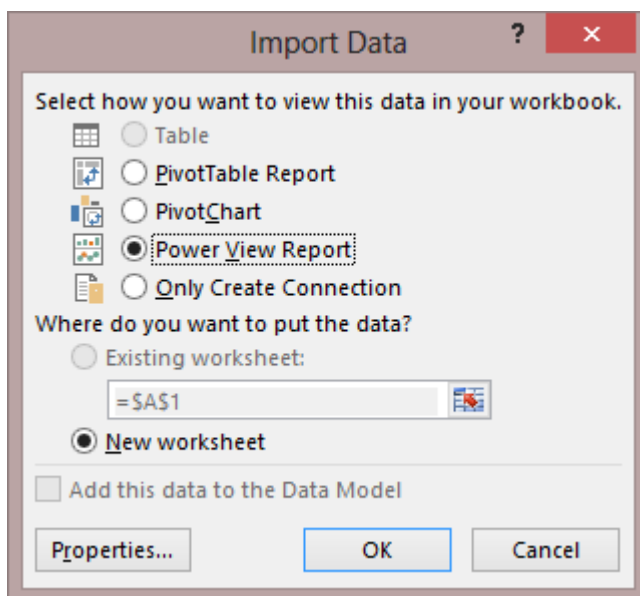 Import Data
?
×
Select how you want to view this data in your workbook.
Table
PivotTable Report
PivotChart
Power View Report
Only Create Connection
Where do you want to put the data?
Existing worksheet:
=$A$1
New worksheet
Add this data to the Data Model
Properties... OK Cancel